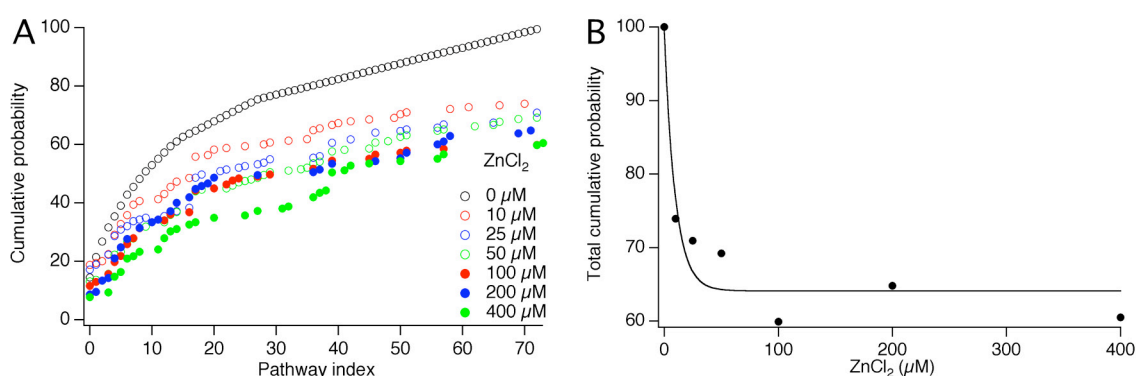 A
B
Cumulative probability
100
80
60
40
20
0
0 10 20 30 40 50 60 70
Pathway index
ZnCl2
0 µM
10 µM
25 µM
50 µM
100 µM
200 µM
400 µM
Total cumulative probability
100
90
80
70
60
0 100 200 300 400
ZnCl2 (µM)